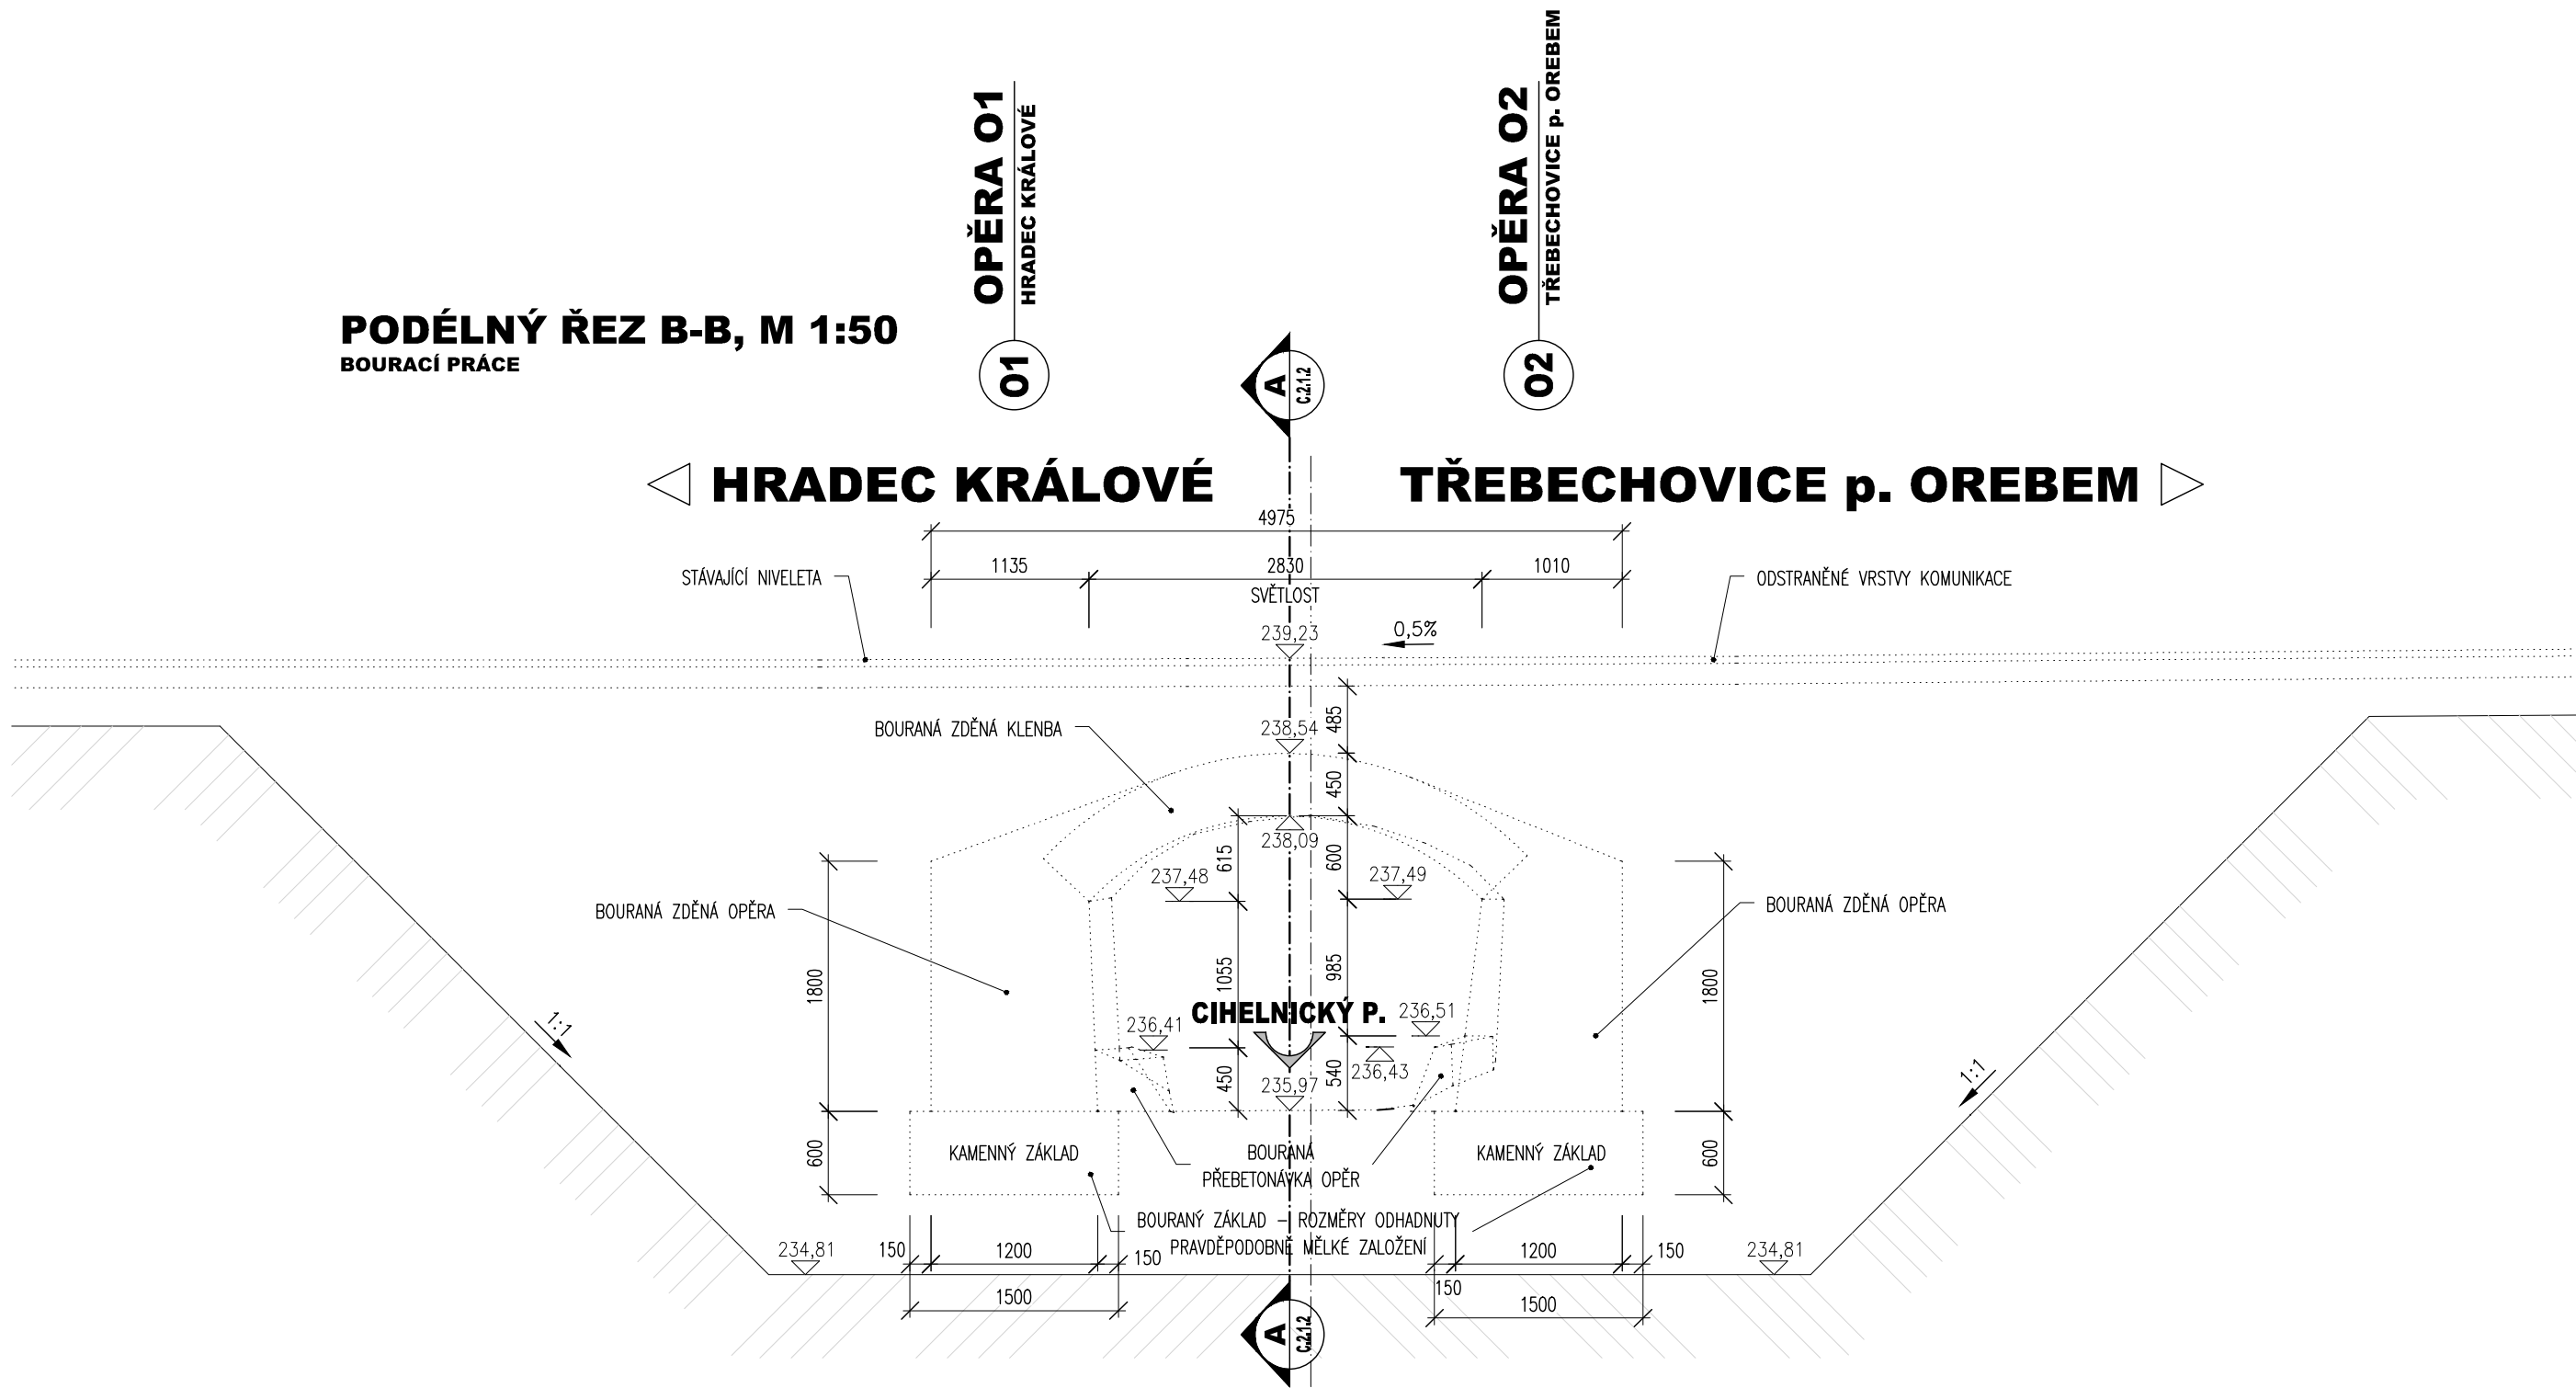 OPĚRA O1
HRADEC KRÁLOVÉ
OPĚRA O2
TŘEBECHOVICE p. OREBEM
PODÉLNÝ ŘEZ B-B, M 1:50
BOURACÍ PRÁCE
O1
A
C.2.1.2
O2
HRADEC KRÁLOVÉ
TŘEBECHOVICE p. OREBEM
4975
1135
2830
1010
SVĚTLOST
STÁVAJÍCÍ NIVELETA
ODSTRANĚNÉ VRSTVY KOMUNIKACE
239,23
0,5%
485
BOURANÁ ZDĚNÁ KLENBA
238,54
450
238,09
615
600
237,48
237,49
BOURANÁ ZDĚNÁ OPĚRA
BOURANÁ ZDĚNÁ OPĚRA
1800
1055
985
1800
CIHELNICKÝ P.
236,41
236,51
1:1
1:1
236,43
450
235,97
540
600
KAMENNÝ ZÁKLAD
BOURANÁ
PŘEBETONÁVKA OPĚR
KAMENNÝ ZÁKLAD
600
BOURANÝ ZÁKLAD – ROZMĚRY ODHADNUTY
PRAVDĚPODOBNĚ MĚLKÉ ZALOŽENÍ
234,81
150
1200
150
1200
150
234,81
150
1500
1500
A
C.2.1.2